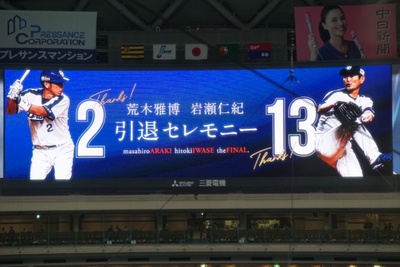 PRESSANCE
CORPORATION
プレサンスマンション
中日新聞
Thanks!
2
荒木雅博 岩瀬仁紀
引退セレモニー
masahiroARAKI hitokiIWASE theFINAL.
13
Thanks!
2
MITSUBISHI 三菱電機